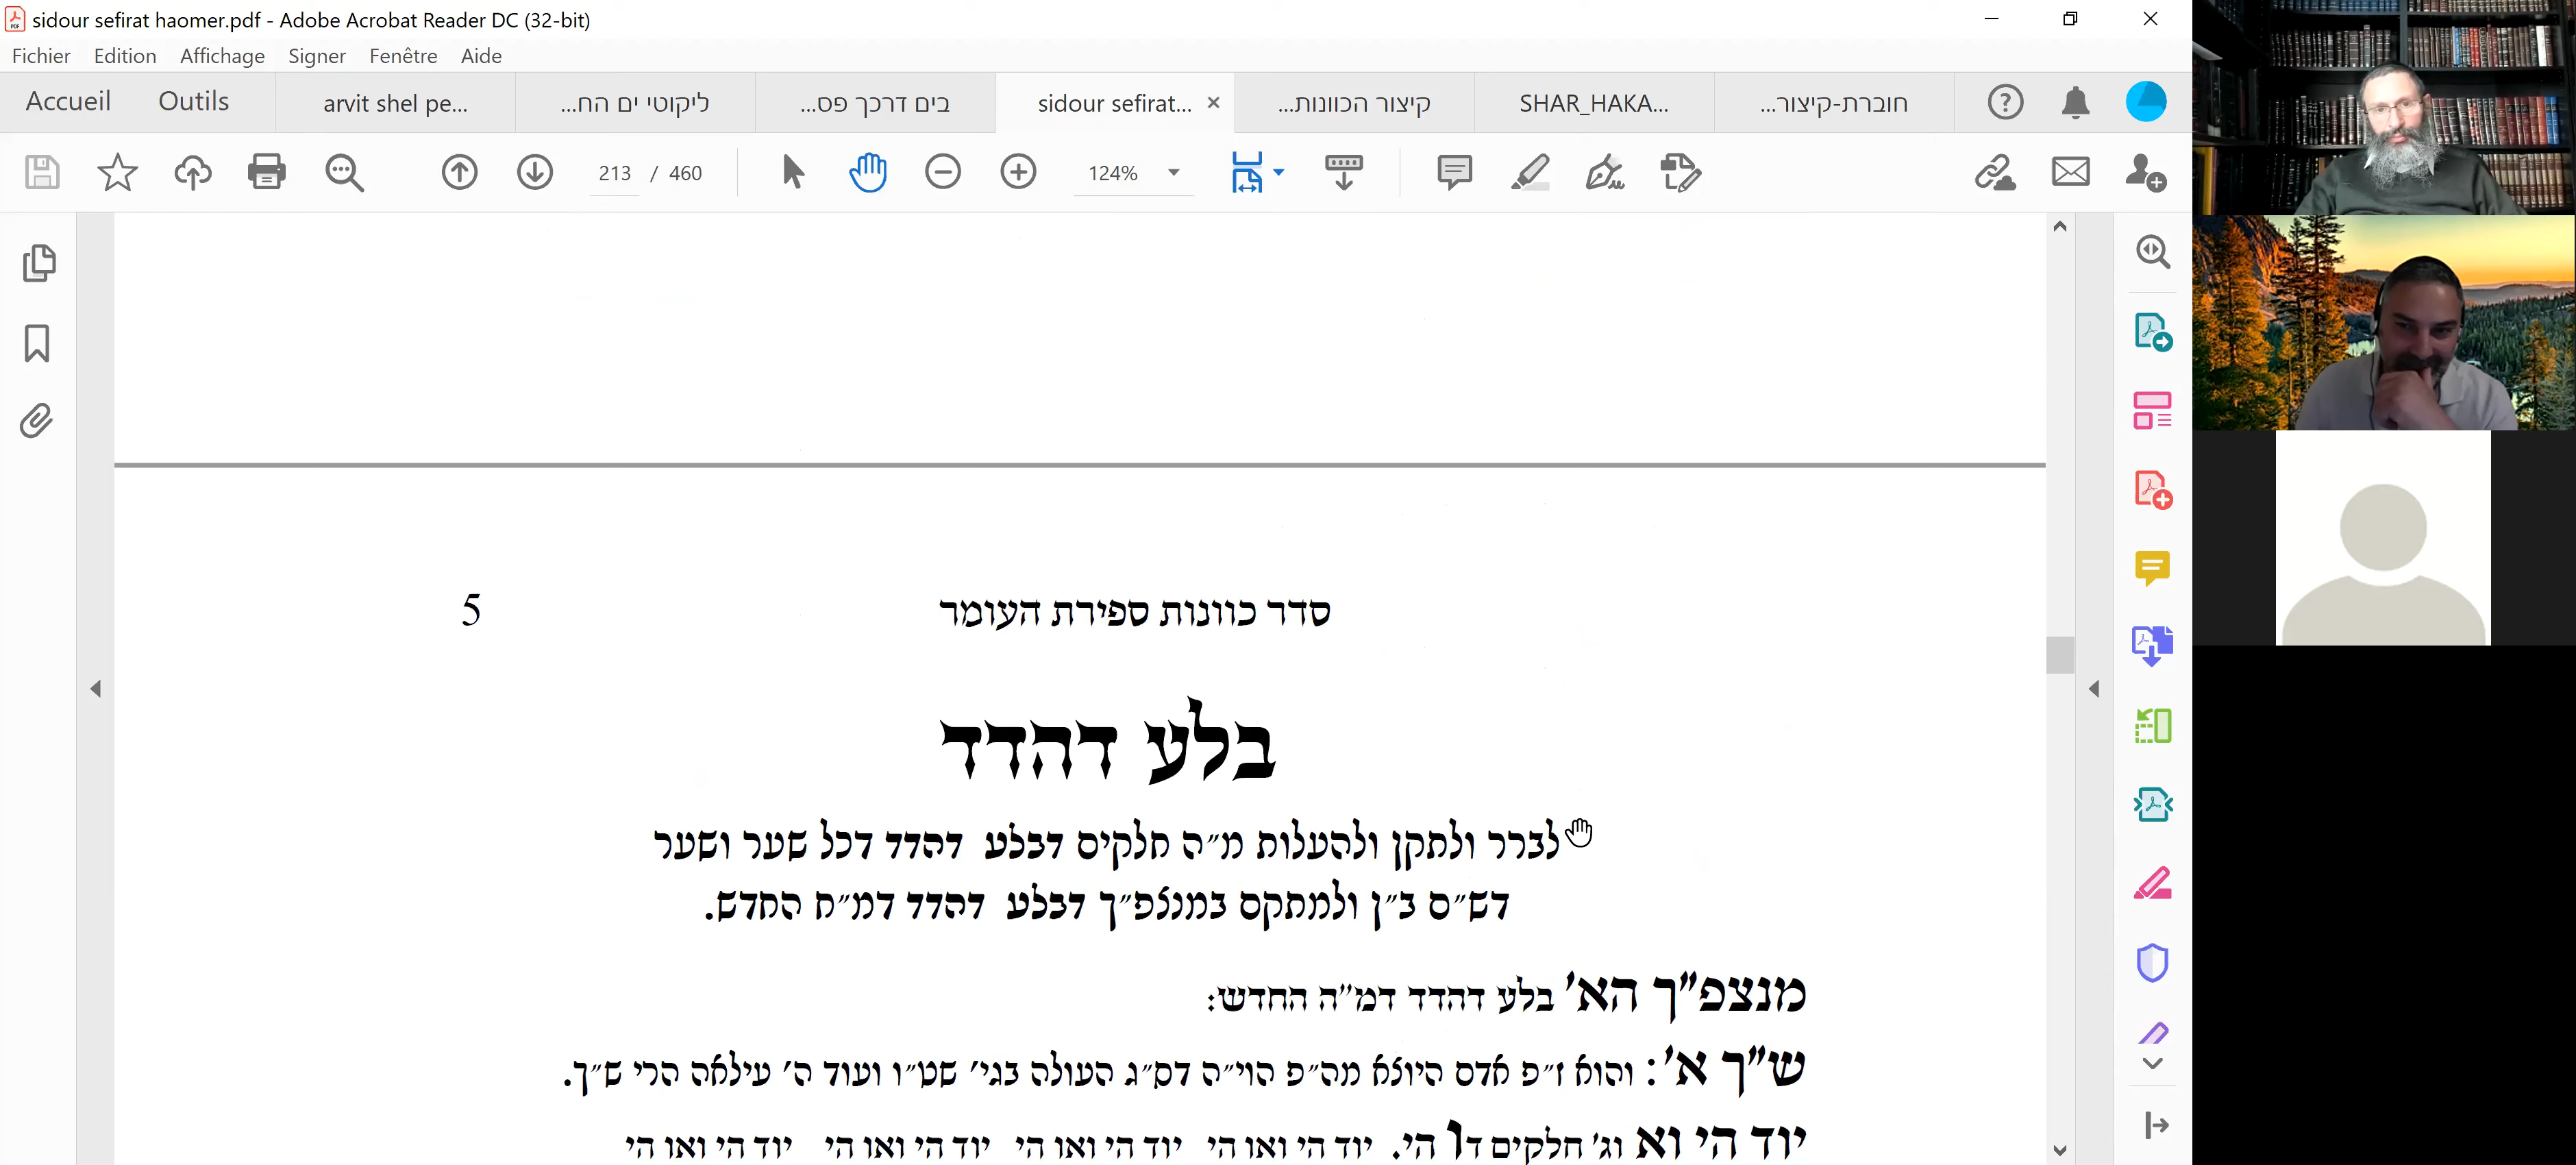 sidour sefirat haomer.pdf - Adobe Acrobat Reader DC (32-bit)
Fichier Edition Affichage Signer Fenêtre Aide
Accueil Outils arvit shel pe... ליקוטי ים הח... בים דרכך פס... sidour sefirat... קיצור הכוונות... SHAR_HAKA... חוברת-קיצור...
213 / 460 124%
סדר כוונות ספירת העומר 5
בלע דהדד
לברר ולתקן ולהעלות מ״ה חלקים דבלע דהדד דכל שער ושער
דש״ס ב״ן ולמתקם במנצפ״ך דבלע דהדד דמ״ה החדש.
מנצפ״ך הא׳ בלע דהדד דמ״ה החדש:
ש״ך א׳: והוא ז״פ אדם היוצא מה״פ הוי״ה דס״ג העולה בגי׳ שט״ו ועוד ה׳ עילאה הרי ש״ך.
יוד הי וא וג׳ חלקים דו הי. יוד הי ואו הי יוד הי ואו הי יוד הי ואו הי יוד הי ואו הי